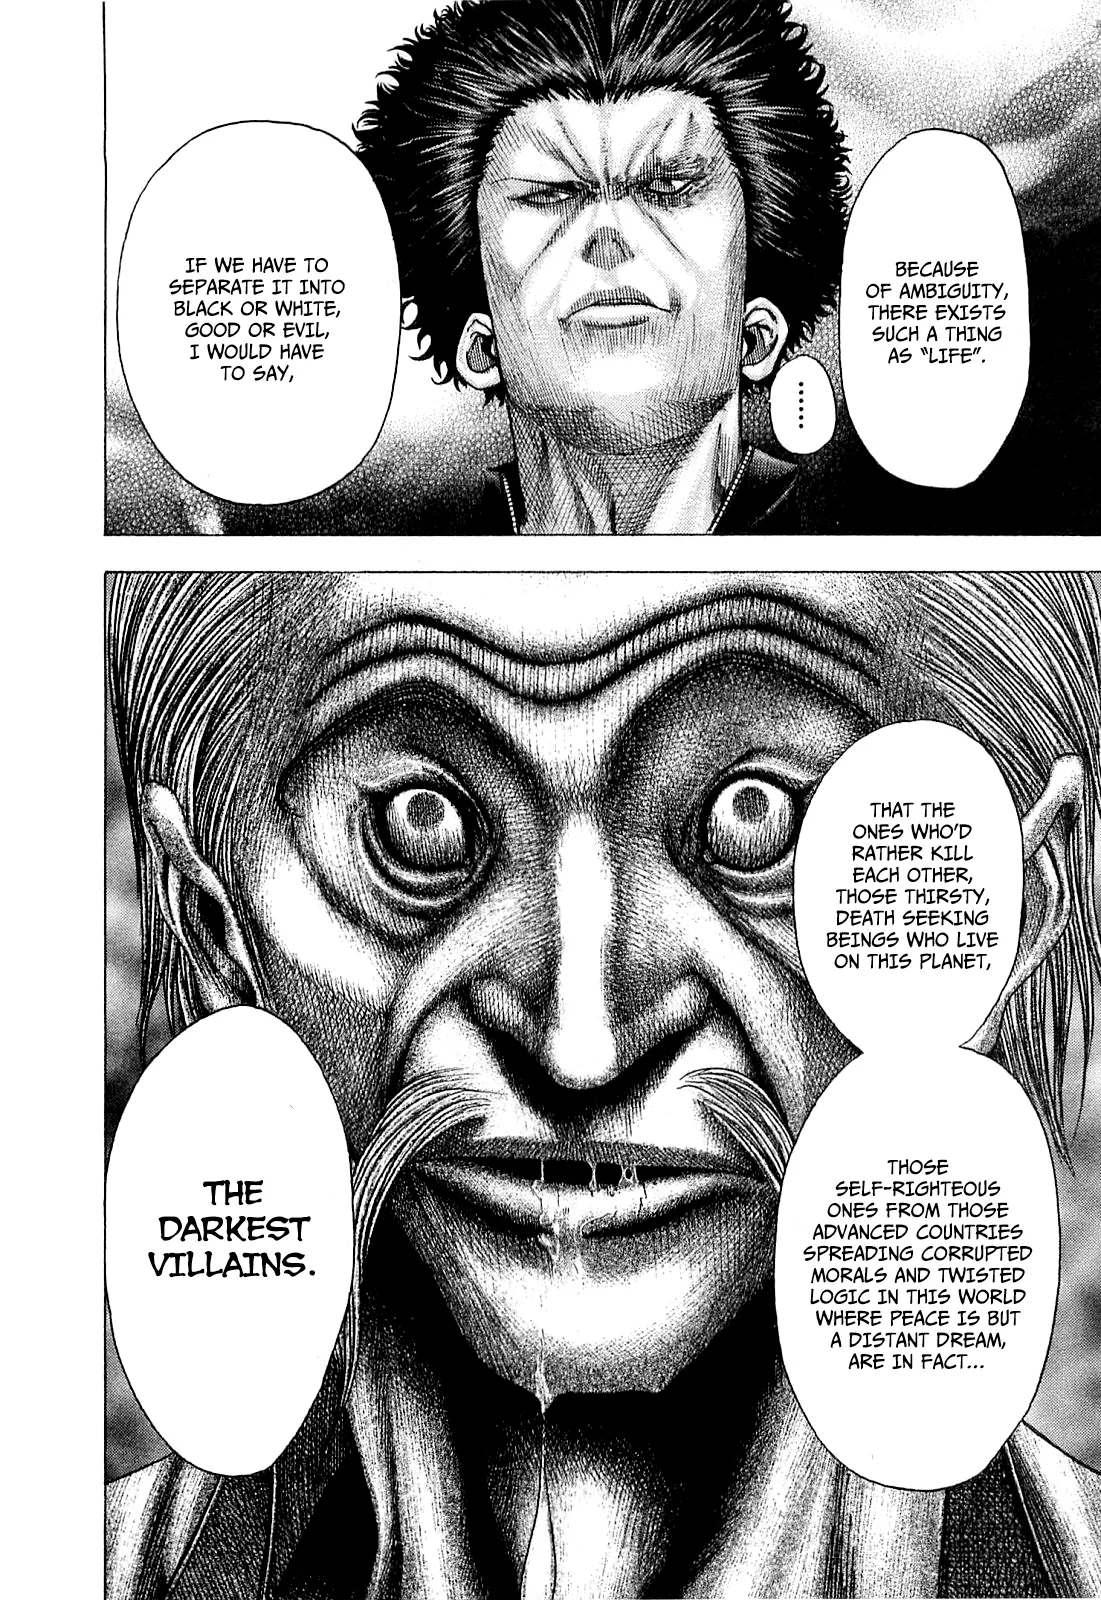 BECAUSE
OF AMBIGUITY,
THERE EXISTS
SUCH A THING
AS "LIFE".
......
IF WE HAVE TO
SEPARATE IT INTO
BLACK OR WHITE,
GOOD OR EVIL,
I WOULD HAVE
TO SAY,
THAT THE
ONES WHO'D
RATHER KILL
EACH OTHER,
THOSE THIRSTY,
DEATH SEEKING
BEINGS WHO LIVE
ON THIS PLANET,
THOSE
SELF-RIGHTEOUS
ONES FROM THOSE
ADVANCED COUNTRIES
SPREADING CORRUPTED
MORALS AND TWISTED
LOGIC IN THIS WORLD
WHERE PEACE IS BUT
A DISTANT DREAM,
ARE IN FACT...
THE
DARKEST
VILLAINS.